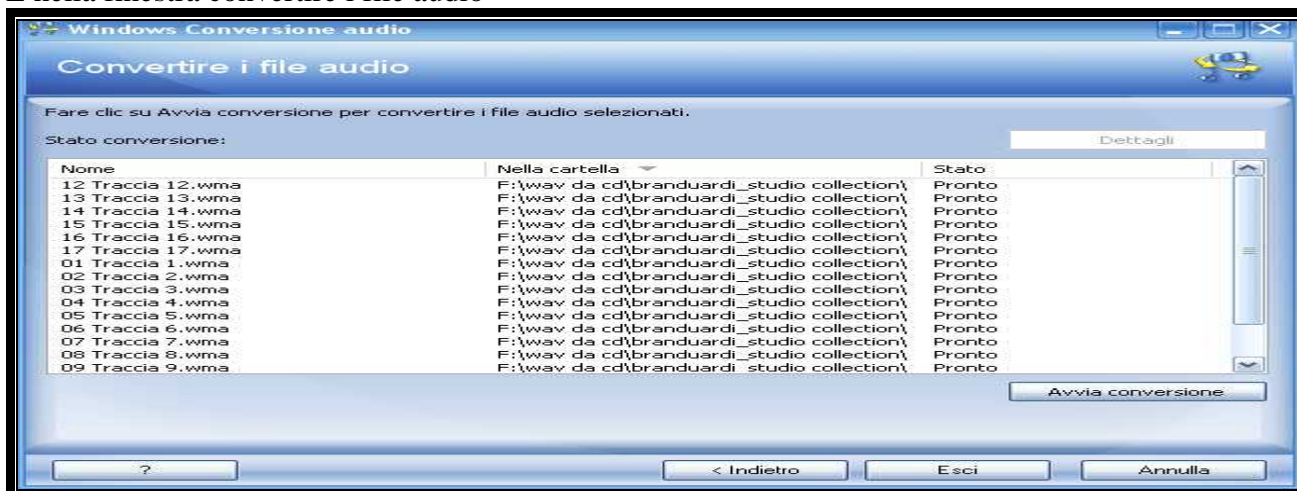 E nella finestra convertire i file audio
Windows Conversione audio
Convertire i file audio
Fare clic su Avvia conversione per convertire i file audio selezionati.
Stato conversione:
Dettagli
Nome Nella cartella Stato
12 Traccia 12.wma F:\wav da cd\branduardi_studio collection\ Pronto
13 Traccia 13.wma F:\wav da cd\branduardi_studio collection\ Pronto
14 Traccia 14.wma F:\wav da cd\branduardi_studio collection\ Pronto
15 Traccia 15.wma F:\wav da cd\branduardi_studio collection\ Pronto
16 Traccia 16.wma F:\wav da cd\branduardi_studio collection\ Pronto
17 Traccia 17.wma F:\wav da cd\branduardi_studio collection\ Pronto
01 Traccia 1.wma F:\wav da cd\branduardi_studio collection\ Pronto
02 Traccia 2.wma F:\wav da cd\branduardi_studio collection\ Pronto
03 Traccia 3.wma F:\wav da cd\branduardi_studio collection\ Pronto
04 Traccia 4.wma F:\wav da cd\branduardi_studio collection\ Pronto
05 Traccia 5.wma F:\wav da cd\branduardi_studio collection\ Pronto
06 Traccia 6.wma F:\wav da cd\branduardi_studio collection\ Pronto
07 Traccia 7.wma F:\wav da cd\branduardi_studio collection\ Pronto
08 Traccia 8.wma F:\wav da cd\branduardi_studio collection\ Pronto
09 Traccia 9.wma F:\wav da cd\branduardi_studio collection\ Pronto
Avvia conversione
? < Indietro Esci Annulla